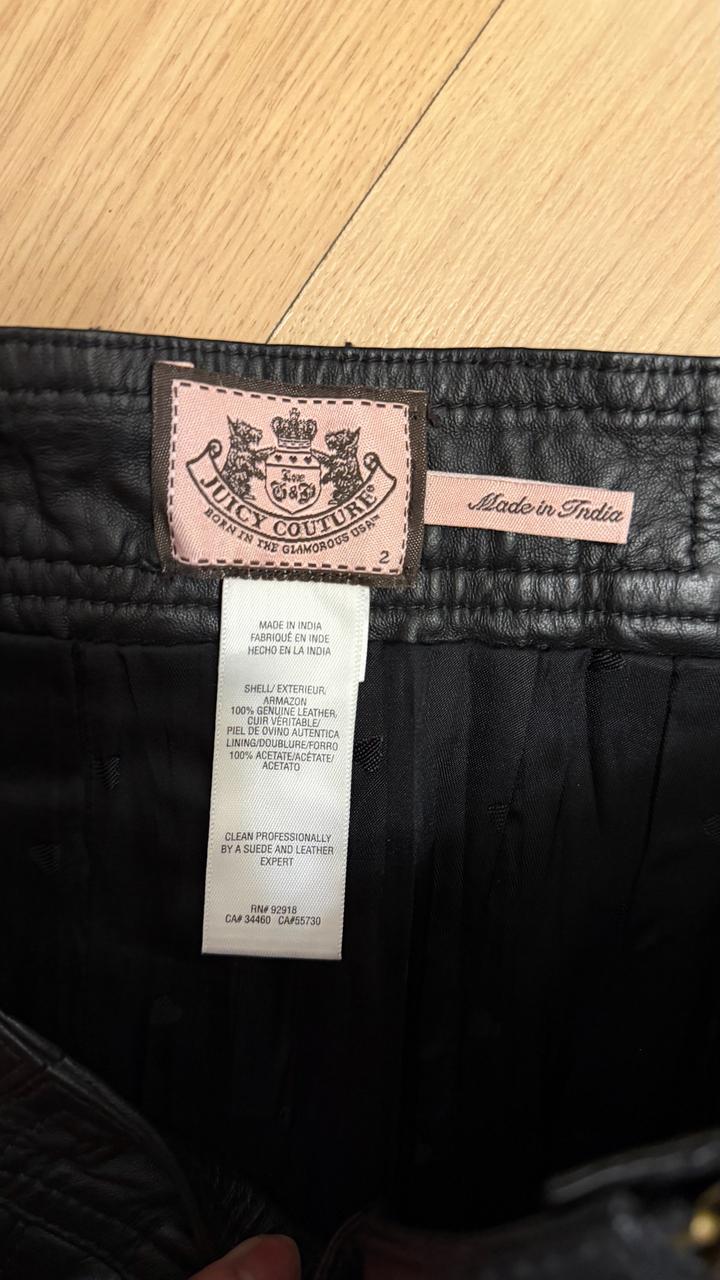 Love
G&P
JUICY COUTURE®
BORN IN THE GLAMOROUS USA™
2
Made in India
MADE IN INDIA
FABRIQUÉ EN INDE
HECHO EN LA INDIA
SHELL/ EXTERIEUR,
ARMAZON
100% GENUINE LEATHER,
CUIR VÉRITABLE/
PIEL DE OVINO AUTENTICA
LINING/DOUBLURE/FORRO
100% ACETATE/ACÉTATE/
ACETATO
CLEAN PROFESSIONALLY
BY A SUEDE AND LEATHER
EXPERT
RN# 92918
CA# 34460 CA#55730